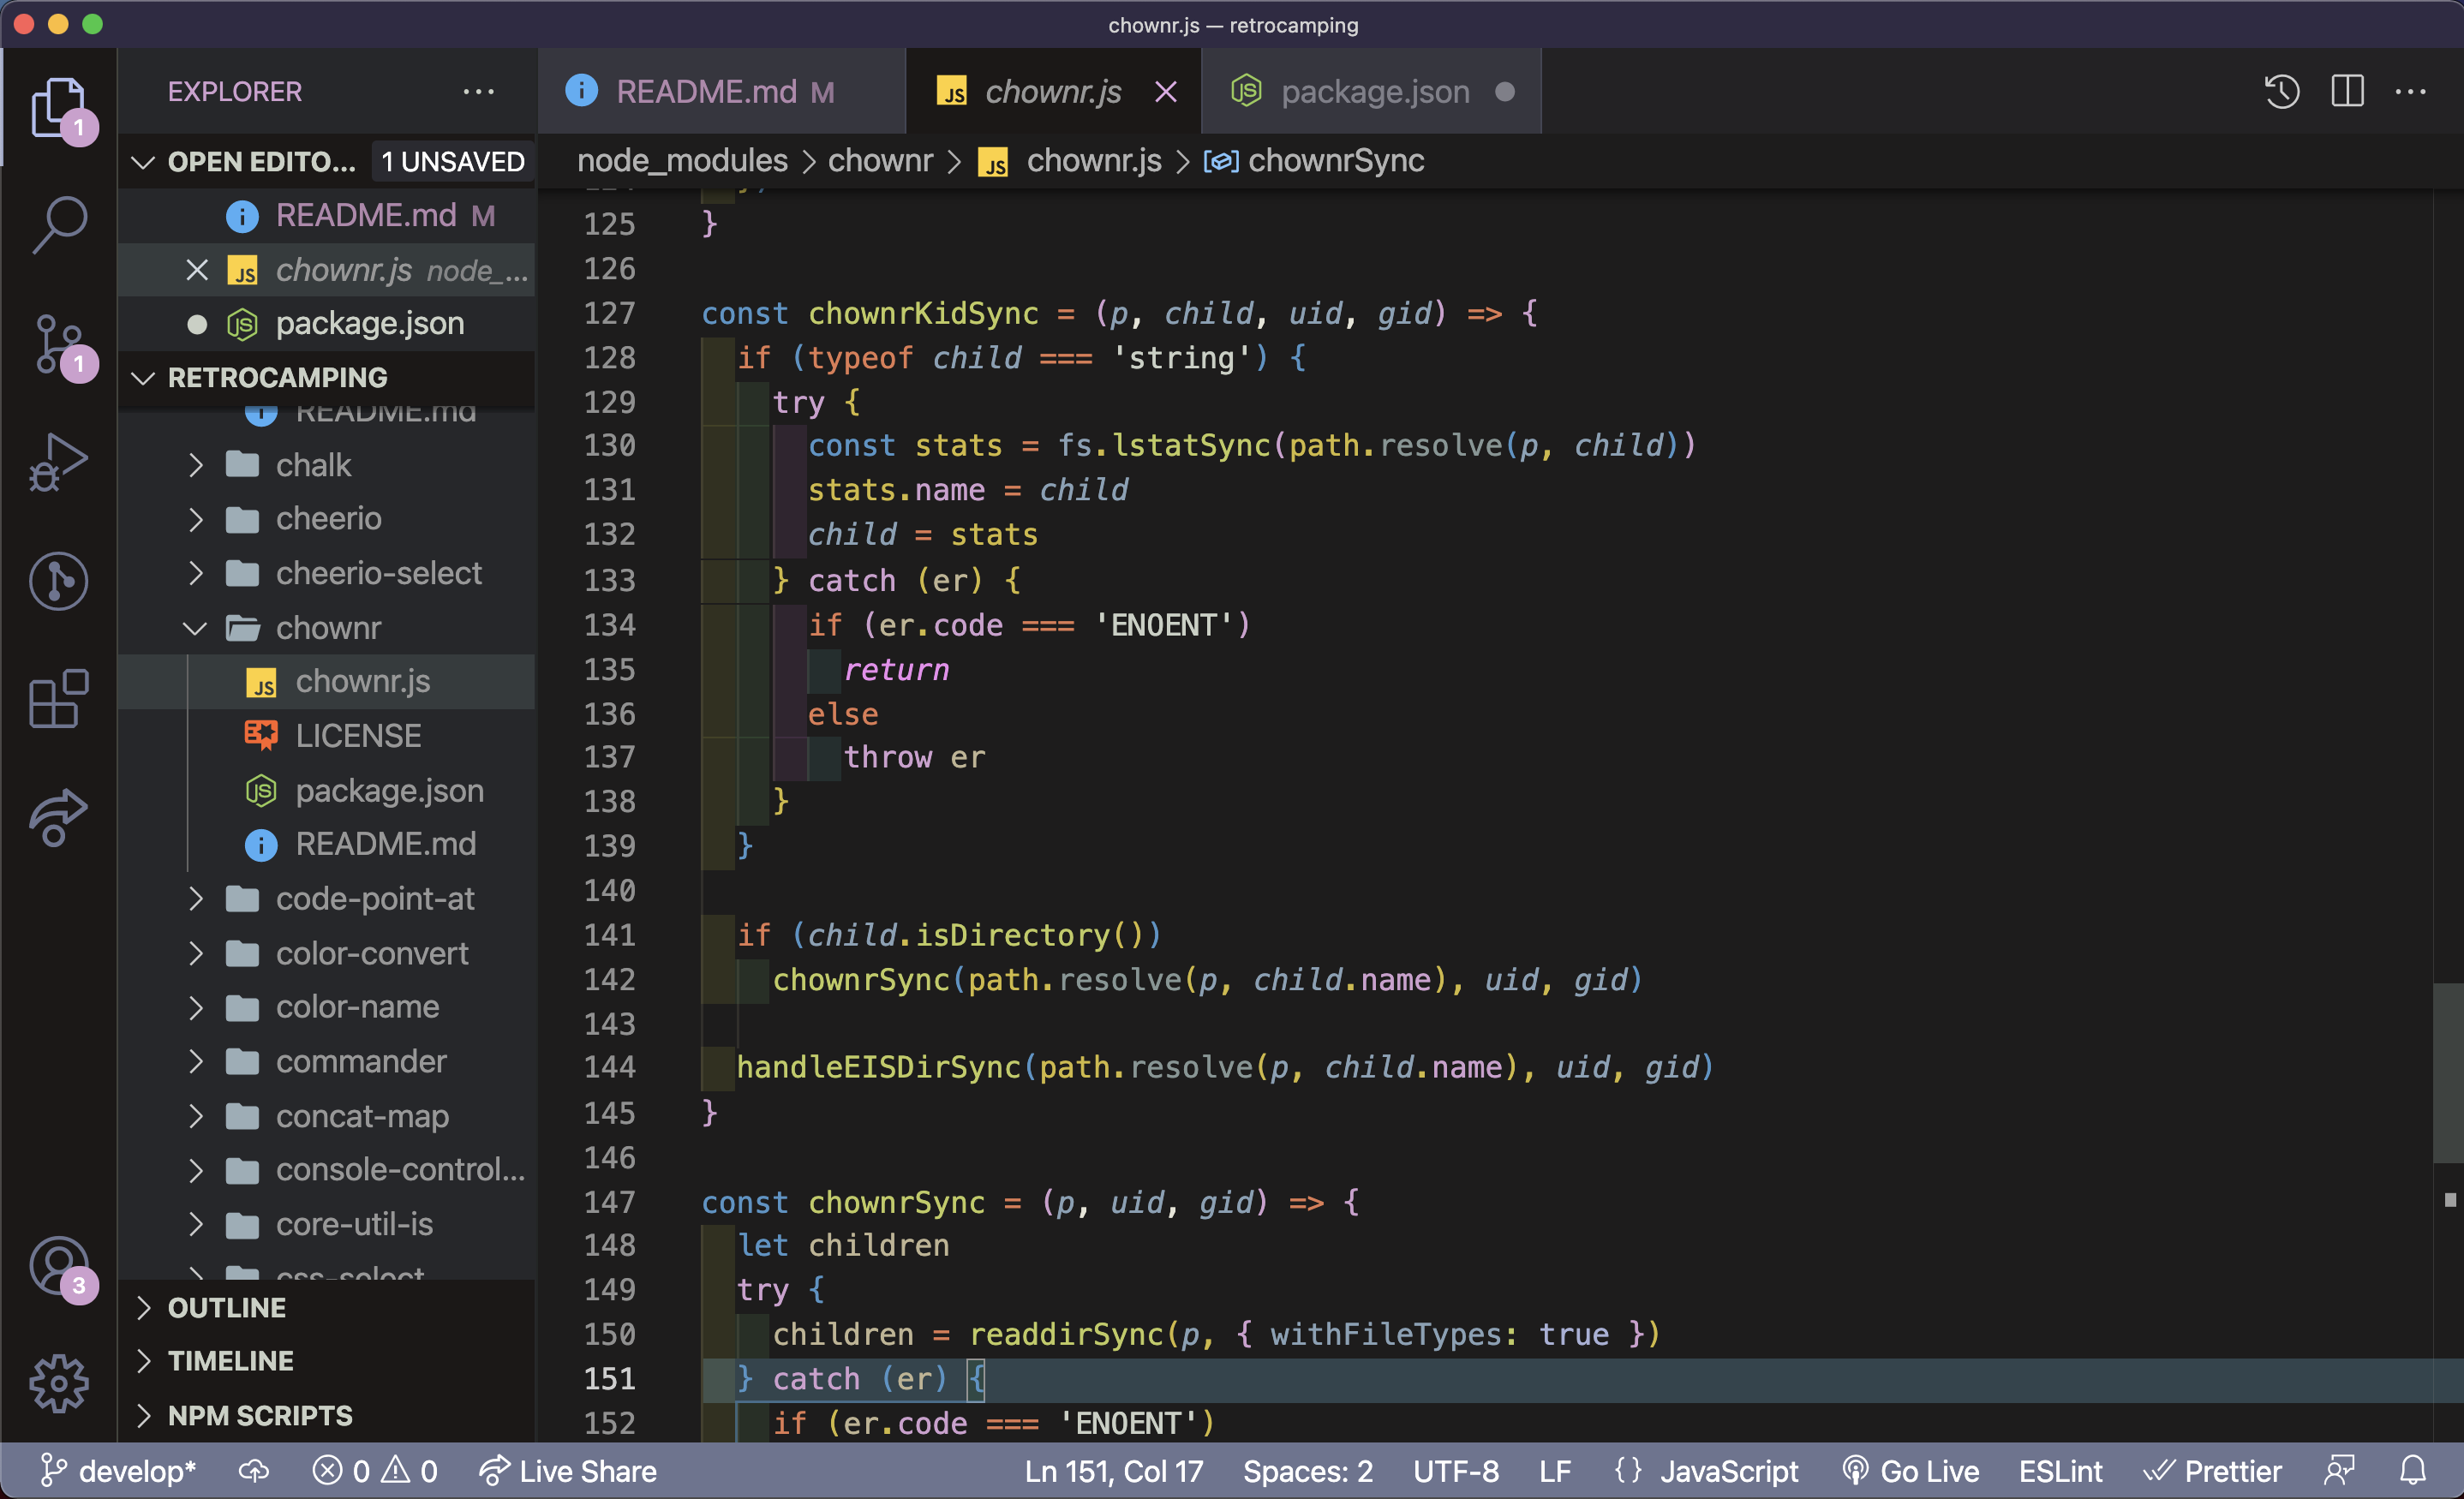 chownr.js — retrocamping
EXPLORER
README.md M
chownr.js
package.json
OPEN EDITO... 1 UNSAVED
README.md M
chownr.js node_...
package.json
RETROCAMPING
README.md
chalk
cheerio
cheerio-select
chownr
chownr.js
LICENSE
package.json
README.md
code-point-at
color-convert
color-name
commander
concat-map
console-control...
core-util-is
css-select
OUTLINE
TIMELINE
NPM SCRIPTS
1
1
3
node_modules > chownr > JS chownr.js > chownrSync
125 }
126
127 const chownrKidSync = (p, child, uid, gid) => {
128 if (typeof child === 'string') {
129 try {
130 const stats = fs.lstatSync(path.resolve(p, child))
131 stats.name = child
132 child = stats
133 } catch (er) {
134 if (er.code === 'ENOENT')
135 return
136 else
137 throw er
138 }
139 }
140
141 if (child.isDirectory())
142 chownrSync(path.resolve(p, child.name), uid, gid)
143
144 handleEISDirSync(path.resolve(p, child.name), uid, gid)
145 }
146
147 const chownrSync = (p, uid, gid) => {
148 let children
149 try {
150 children = readdirSync(p, { withFileTypes: true })
151 } catch (er) {
152 if (er.code === 'ENOENT')
develop* 0 0 Live Share Ln 151, Col 17 Spaces: 2 UTF-8 LF {} JavaScript Go Live ESLint Prettier